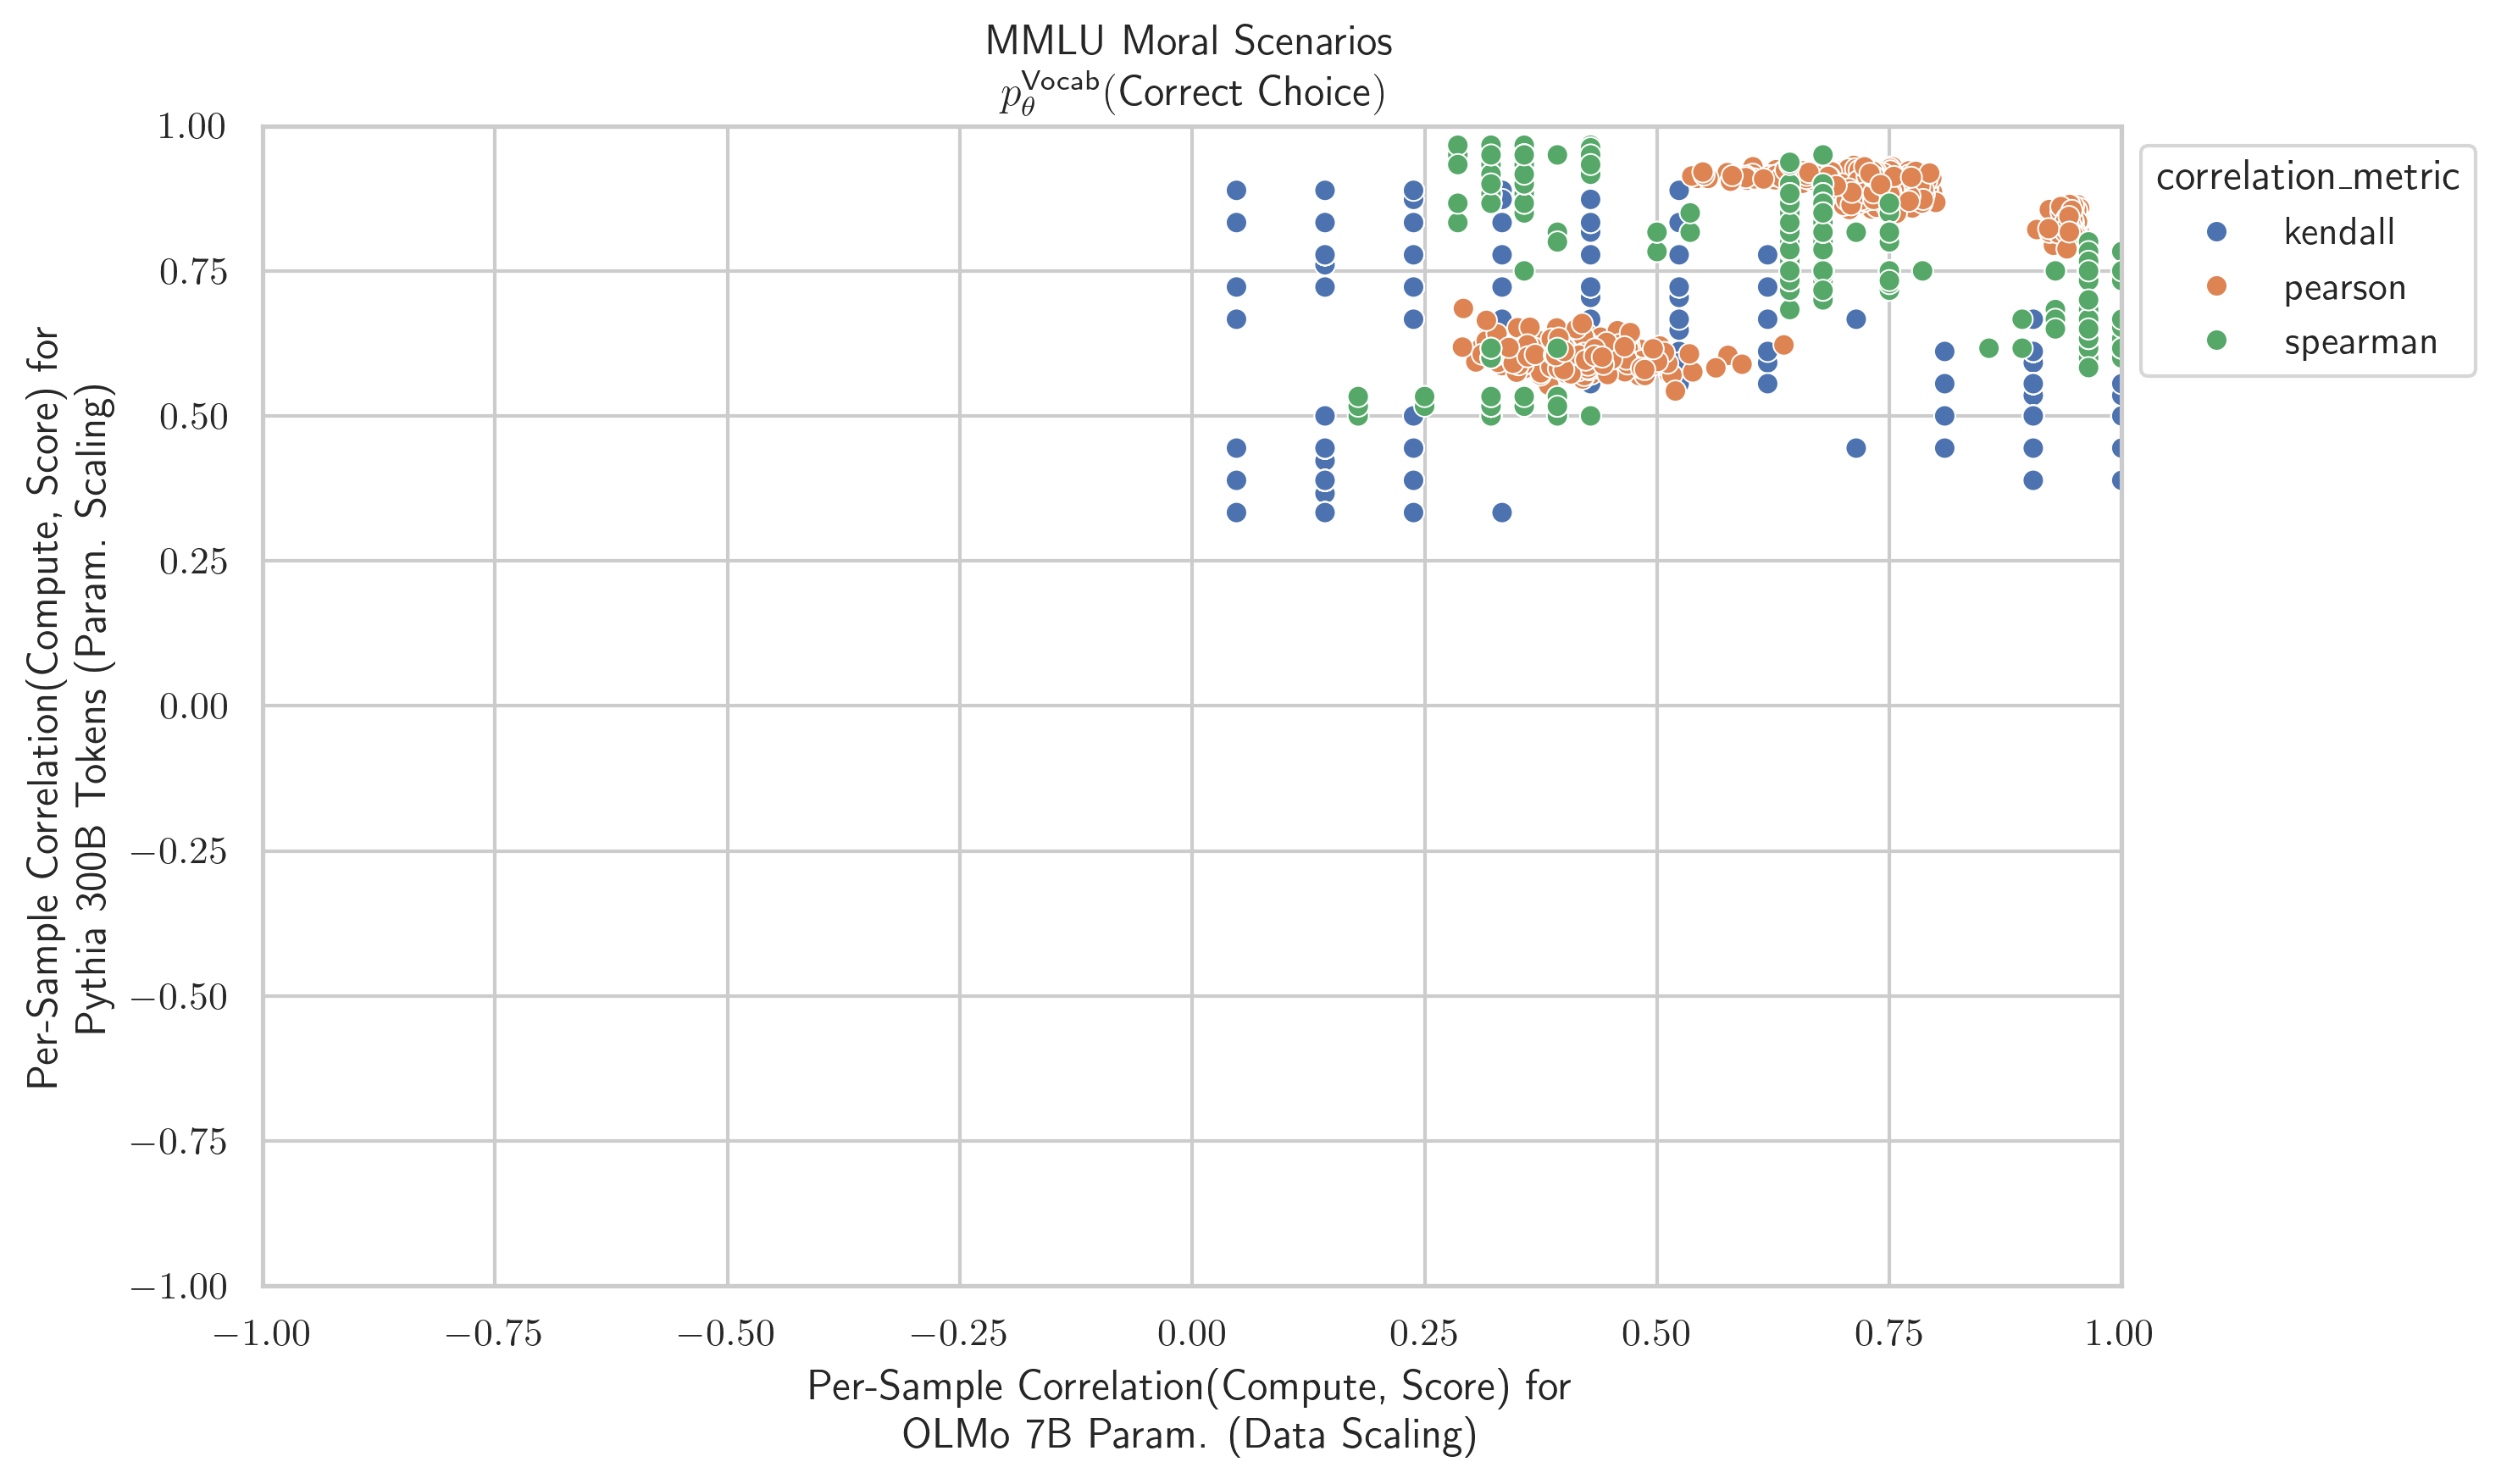 MMLU Moral Scenarios
p_θ^Vocab(Correct Choice)
Per-Sample Correlation(Compute, Score) for
Pythia 300B Tokens (Param. Scaling)
1.00
0.75
0.50
0.25
0.00
−0.25
−0.50
−0.75
−1.00
correlation_metric
kendall
pearson
spearman
−1.00 −0.75 −0.50 −0.25 0.00 0.25 0.50 0.75 1.00
Per-Sample Correlation(Compute, Score) for
OLMo 7B Param. (Data Scaling)